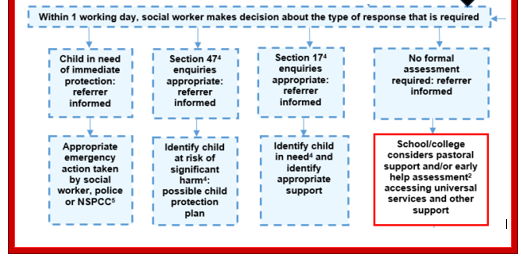 Within 1 working day, social worker makes decision about the type of response that is required
Child in need
of immediate
protection:
referrer
informed
Section 47⁴
enquiries
appropriate:
referrer
informed
Section 17⁴
enquiries
appropriate:
referrer
informed
No formal
assessment
required: referrer
informed
Appropriate
emergency
action taken
by social
worker, police
or NSPCC⁵
Identify child
at risk of
significant
harm⁴:
possible child
protection
plan
Identify child
in need⁴ and
identify
appropriate
support
School/college
considers pastoral
support and/or early
help assessment²
accessing universal
services and other
support